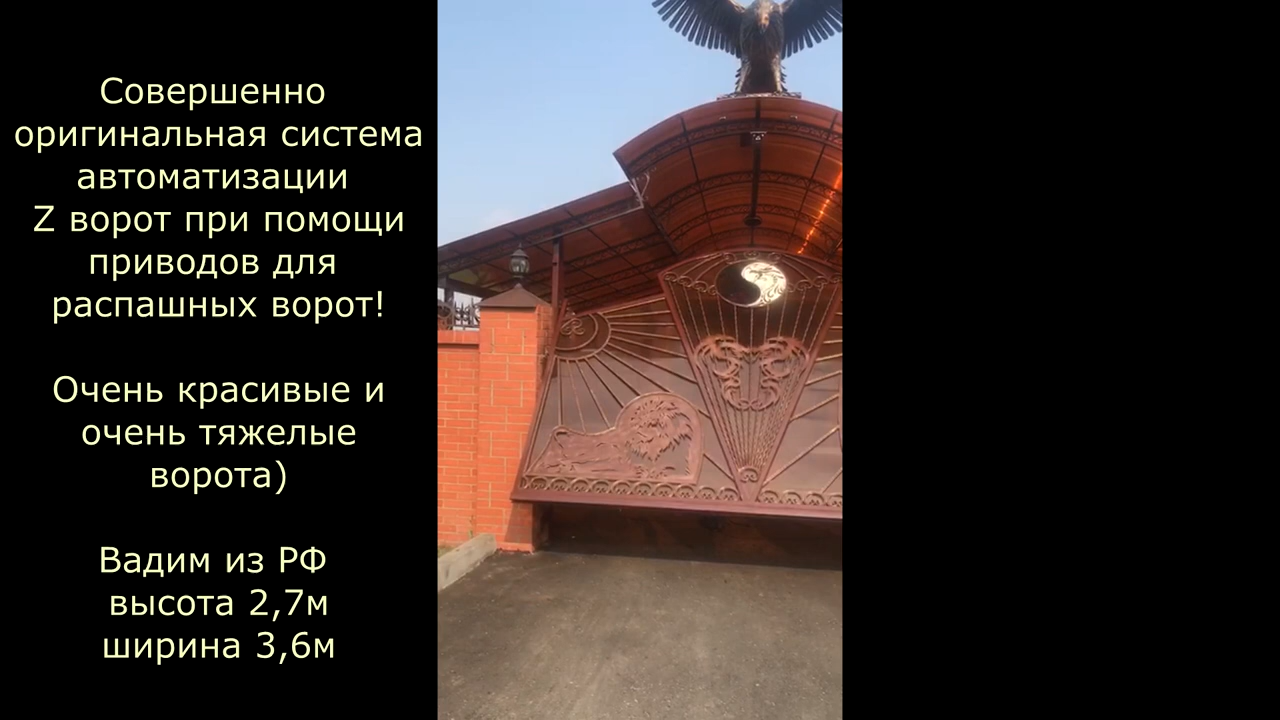 Совершенно
оригинальная система
автоматизации
Z ворот при помощи
приводов для
распашных ворот!
Очень красивые и
очень тяжелые
ворота)
Вадим из РФ
высота 2,7м
ширина 3,6м